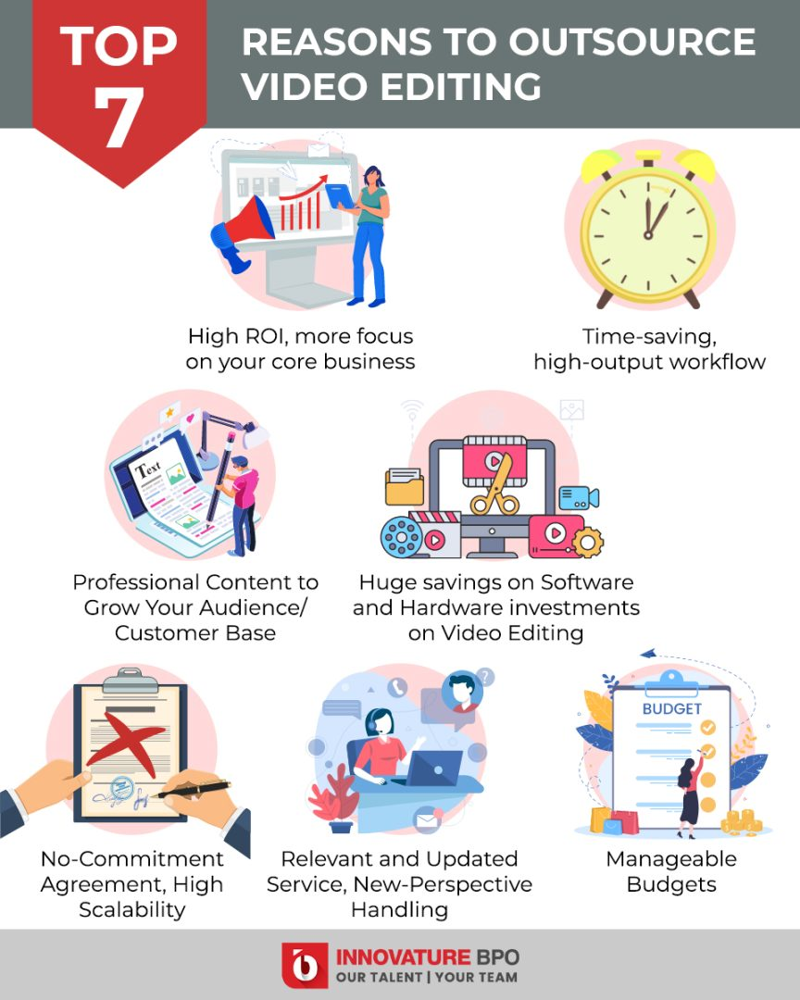 TOP
7
REASONS TO OUTSOURCE
VIDEO EDITING
High ROI, more focus
on your core business
Time-saving,
high-output workflow
Text
Professional Content to
Grow Your Audience/
Customer Base
Huge savings on Software
and Hardware investments
on Video Editing
No-Commitment
Agreement, High
Scalability
?
Relevant and Updated
Service, New-Perspective
Handling
BUDGET
Manageable
Budgets
INNOVATURE BPO
OUR TALENT | YOUR TEAM